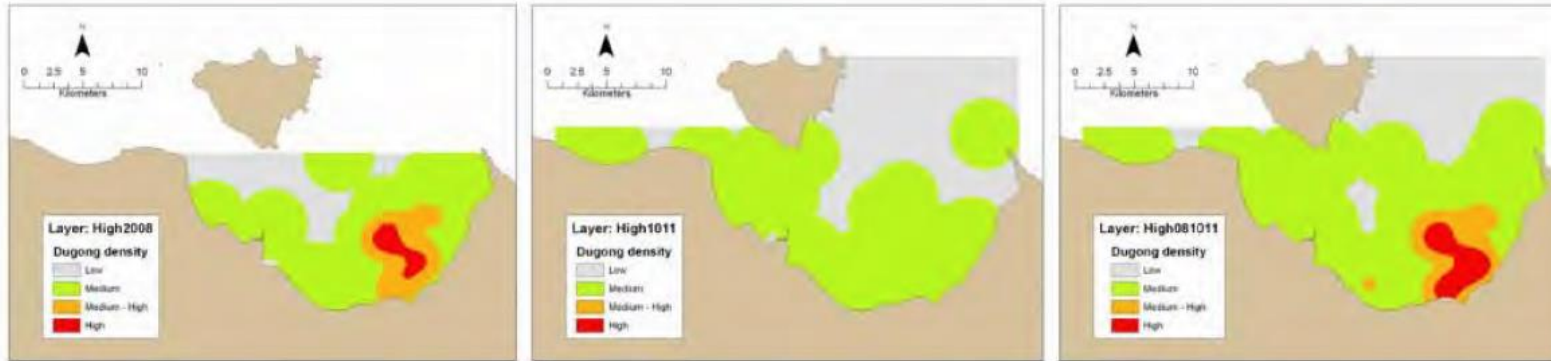 N
0 2.5 5 10
Kilometers
Layer: High2008
Dugong density
Low
Medium
Medium - High
High
N
0 2.5 5 10
Kilometers
Layer: High1011
Dugong density
Low
Medium
Medium - High
High
N
0 2.5 5 10
Kilometers
Layer: High081011
Dugong density
Low
Medium
Medium - High
High